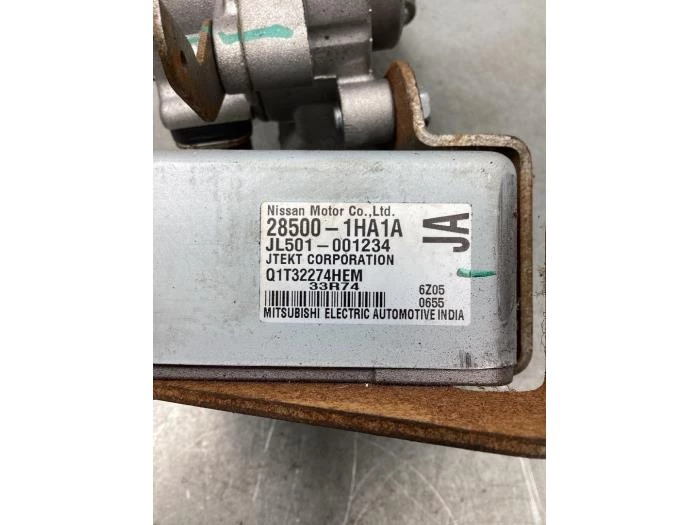 Nissan Motor Co.,Ltd.
28500-1HA1A
JL501-001234
JTEKT CORPORATION
Q1T32274HEM
33R74
6Z05
0655
MITSUBISHI ELECTRIC AUTOMOTIVE INDIA
JA